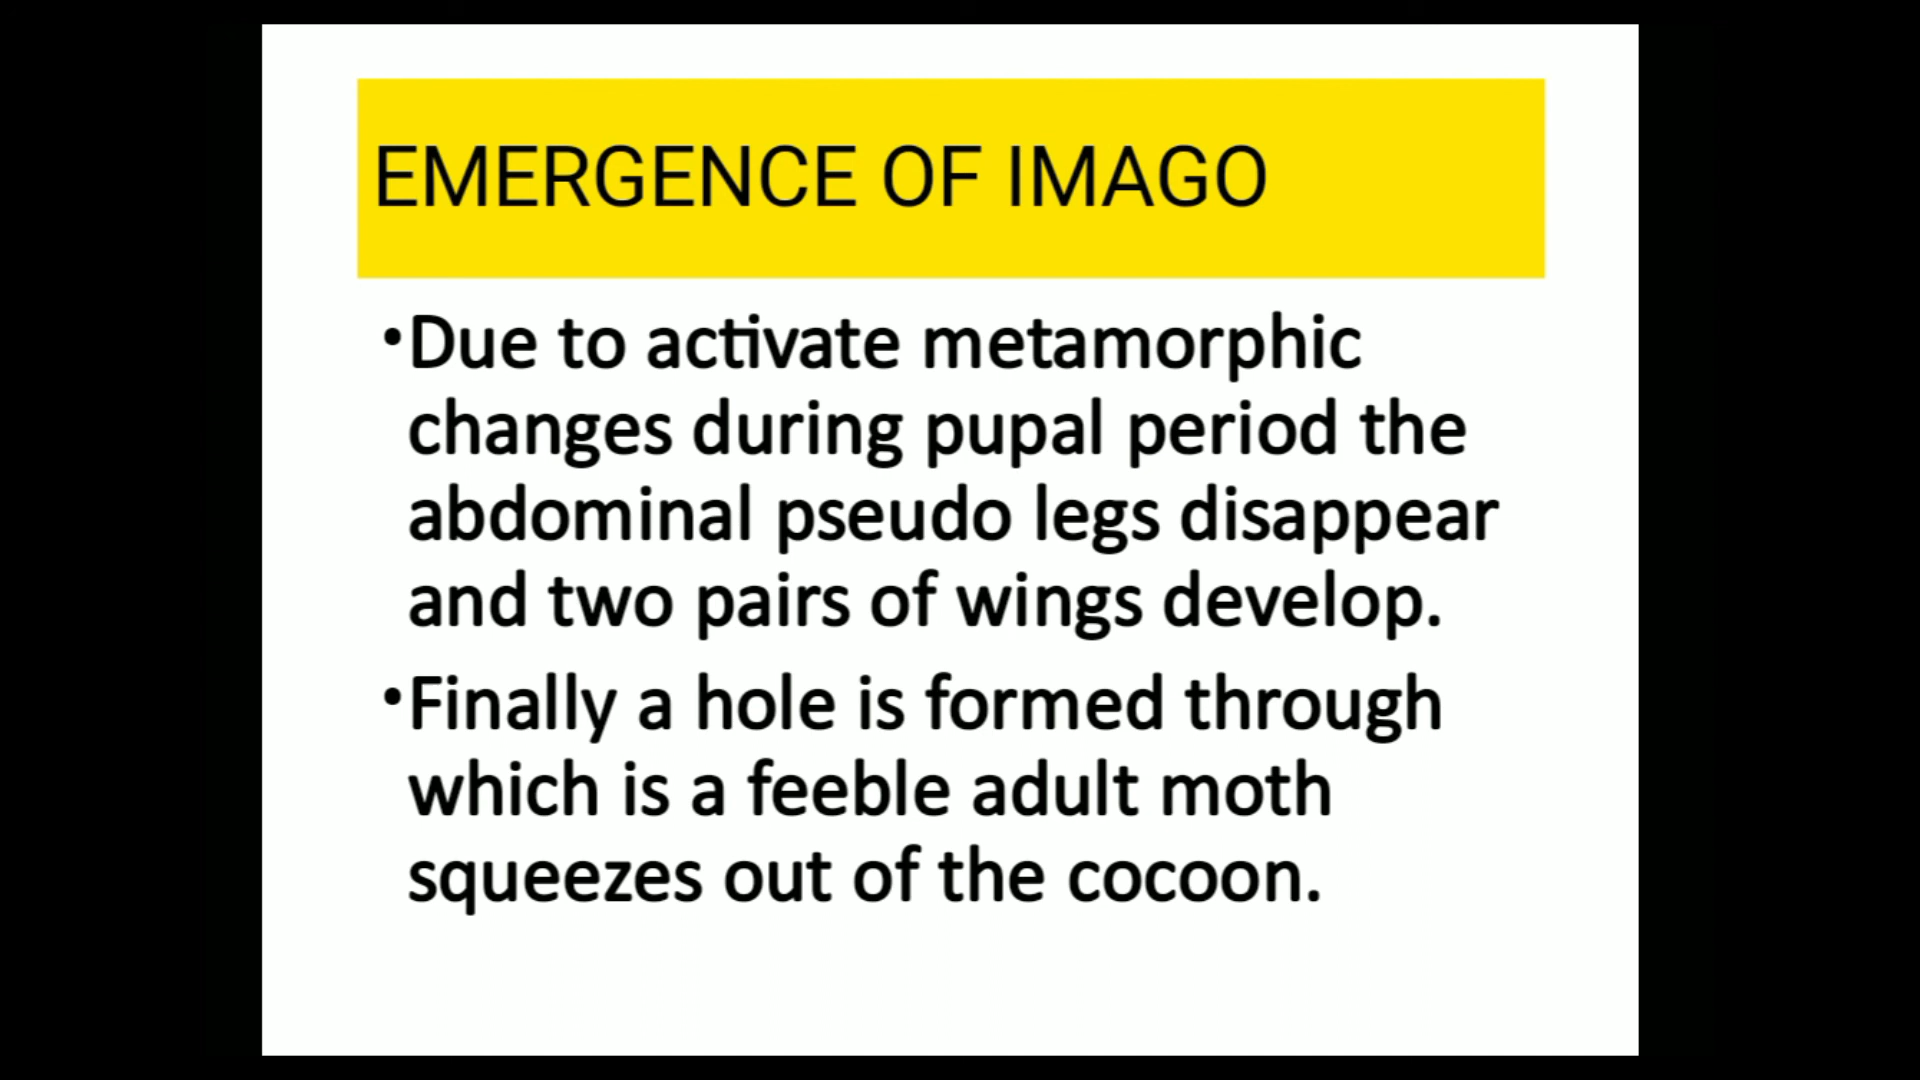 EMERGENCE OF IMAGO
•Due to activate metamorphic
changes during pupal period the
abdominal pseudo legs disappear
and two pairs of wings develop.
•Finally a hole is formed through
which is a feeble adult moth
squeezes out of the cocoon.